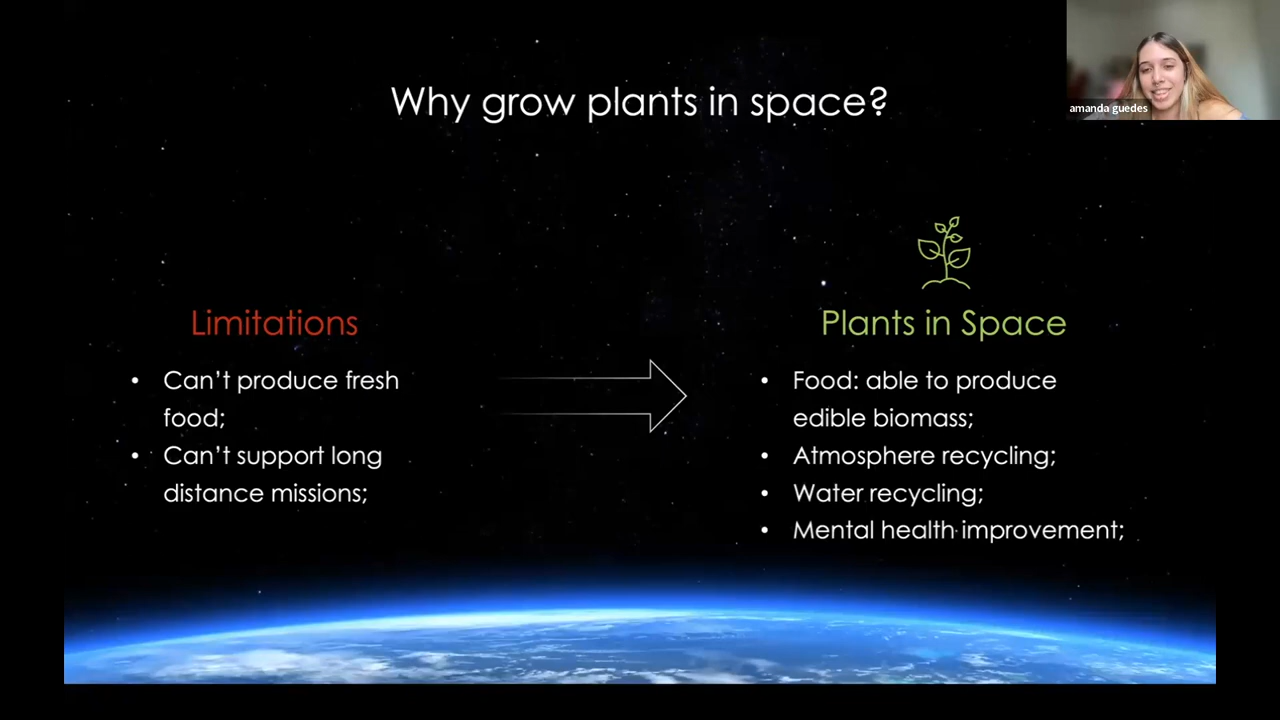 Why grow plants in space?
amanda guedes
Limitations
• Can't produce fresh
food;
• Can't support long
distance missions;
Plants in Space
• Food: able to produce
edible biomass;
• Atmosphere recycling;
• Water recycling;
• Mental health improvement;